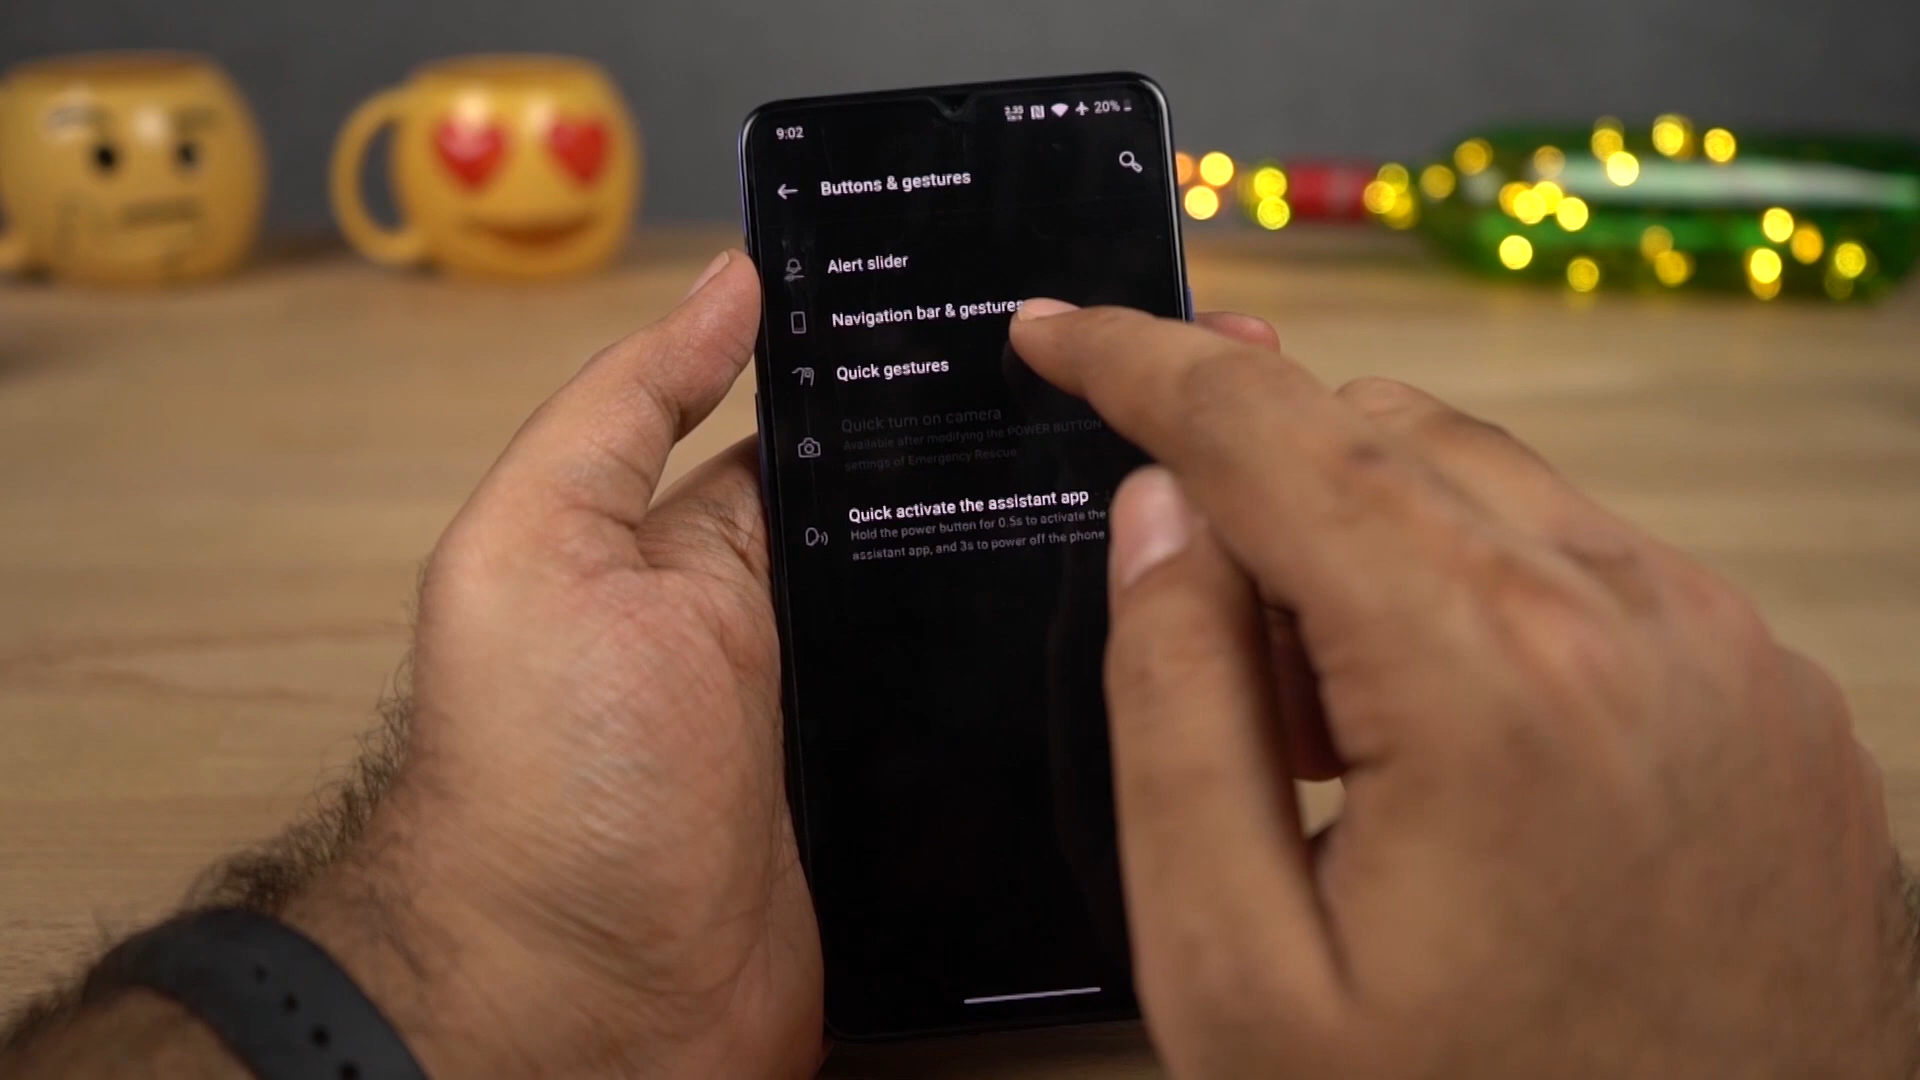 9:02
20%
Buttons & gestures
Alert slider
Navigation bar & gestures
Quick gestures
Quick turn on camera
Available after modifying the POWER BUTTON
settings of Emergency Rescue
Quick activate the assistant app
Hold the power button for 0.5s to activate the
assistant app, and 3s to power off the phone